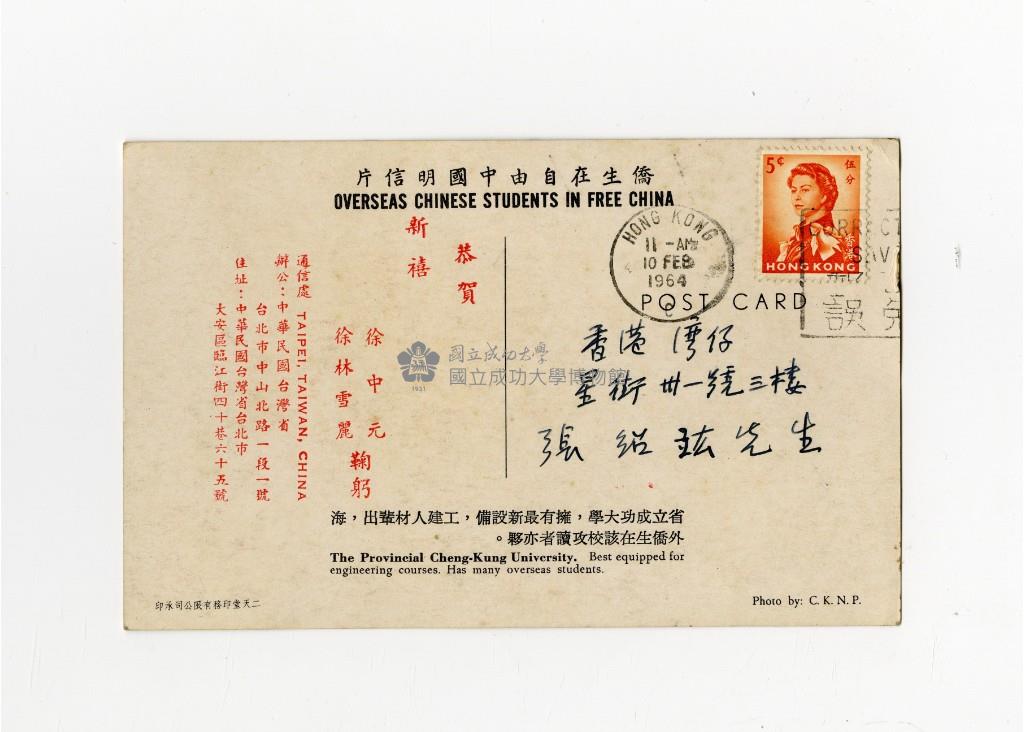 僑生在自由中國明信片
OVERSEAS CHINESE STUDENTS IN FREE CHINA
5¢
伍分
香港
HONG KONG
HONG KONG
11 - AM
10 FEB
1964
C
CORRECT
SAV
誤
POST CARD
恭賀
新禧
徐中元
徐林雪麗
鞠躬
通信處 TAIPEI, TAIWAN, CHINA
辦公：中華民國台灣省
台北市中山北路一段一號
住址：中華民國台灣省台北市
大安區臨江街四十巷六十五號
國立成功大學
國立成功大學博物館
1931
香港 灣仔
星街卅一號三樓
張紹鉉先生
省立成功大學，擁有最新設備，工建人材輩出，海
外僑生在該校攻讀者亦夥。
The Provincial Cheng-Kung University. Best equipped for
engineering courses. Has many overseas students.
二天堂印務有限公司承印
Photo by: C. K. N. P.